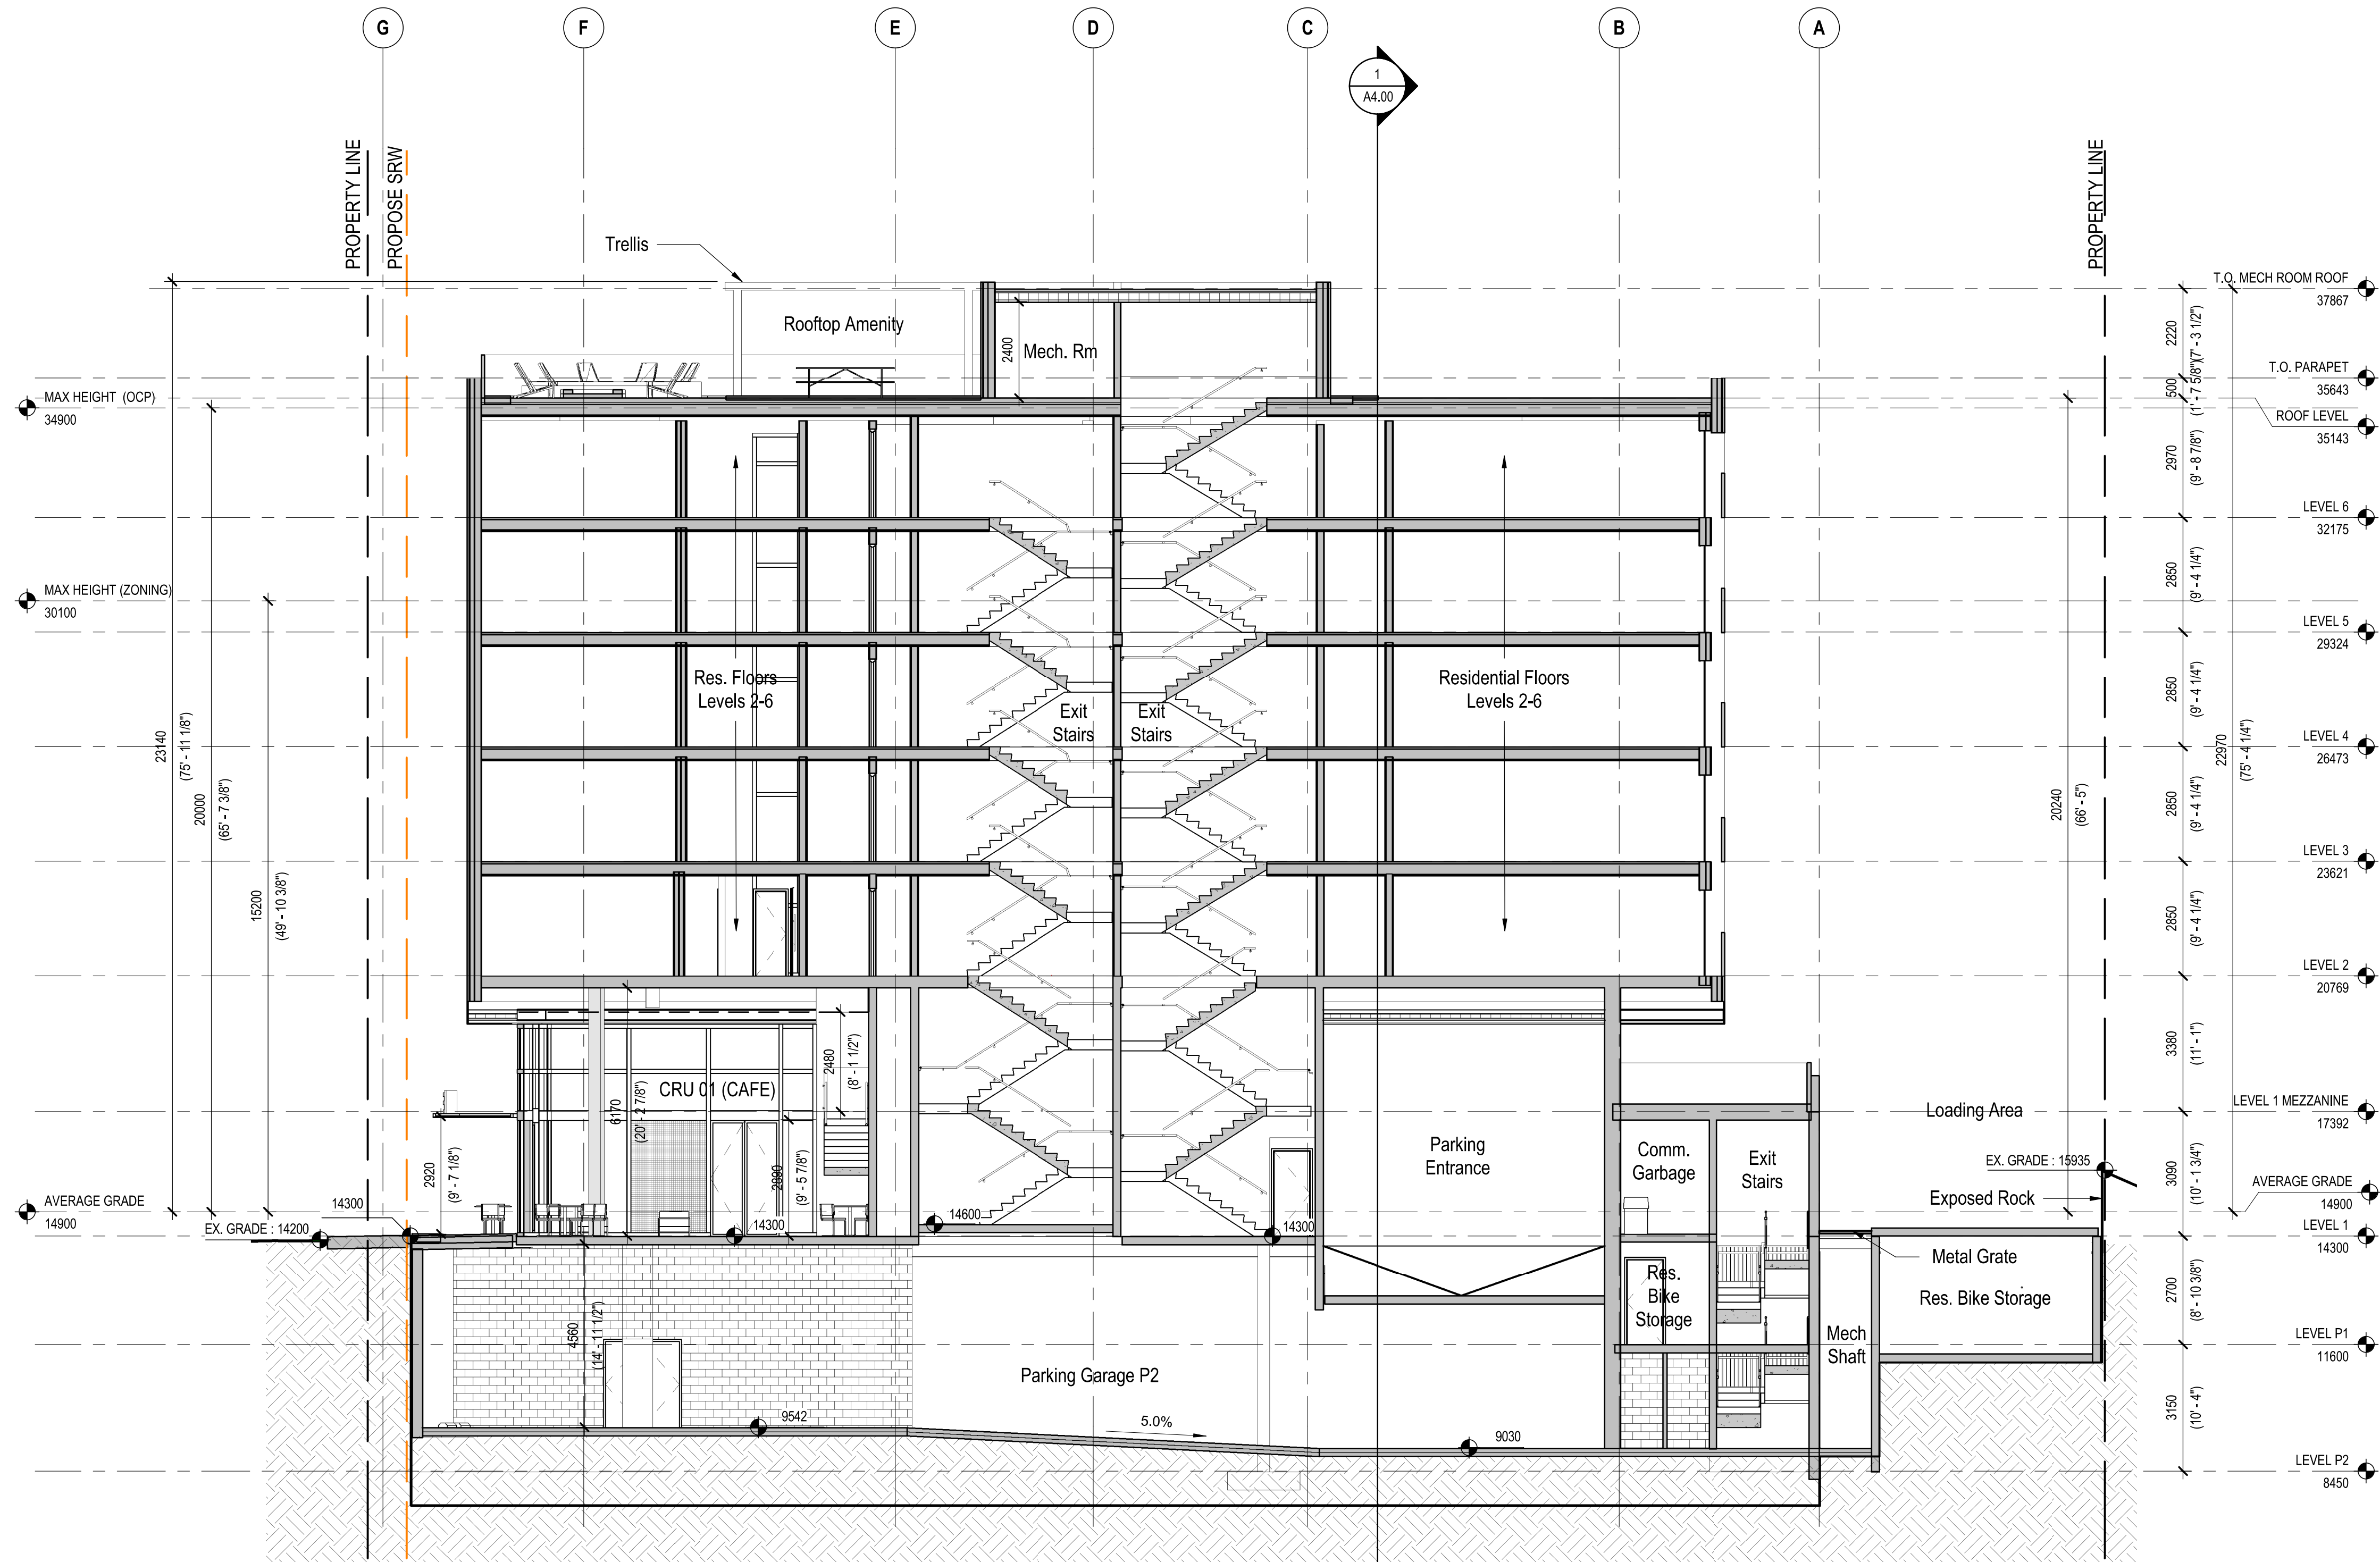 G
F
E
D
C
B
A
1
A4.00
PROPERTY LINE
PROPOSE SRW
PROPERTY LINE
Trellis
Rooftop Amenity
Mech. Rm
2400
T.O. MECH ROOM ROOF
37867
2220
(7' - 3 1/2")
T.O. PARAPET
35643
500
(1' - 7 5/8")
ROOF LEVEL
35143
MAX HEIGHT (OCP)
34900
2970
(9' - 8 7/8")
LEVEL 6
32175
2850
(9' - 4 1/4")
MAX HEIGHT (ZONING)
30100
LEVEL 5
29324
2850
(9' - 4 1/4")
Res. Floors
Levels 2-6
Exit
Stairs
Exit
Stairs
Residential Floors
Levels 2-6
23140
(75' - 11 1/8")
20000
(65' - 7 3/8")
15200
(49' - 10 3/8")
20240
(66' - 5")
22970
(75' - 4 1/4")
LEVEL 4
26473
2850
(9' - 4 1/4")
LEVEL 3
23621
2850
(9' - 4 1/4")
LEVEL 2
20769
3380
(11' - 1")
2480
(8' - 1 1/2")
CRU 01 (CAFE)
6170
(20' - 2 7/8")
2920
(9' - 7 1/8")
2890
(9' - 5 7/8")
Parking
Entrance
Comm.
Garbage
Exit
Stairs
Loading Area
LEVEL 1 MEZZANINE
17392
3090
(10' - 1 3/4")
EX. GRADE : 15935
Exposed Rock
AVERAGE GRADE
14900
AVERAGE GRADE
14900
14300
EX. GRADE : 14200
14300
14600
14300
LEVEL 1
14300
Metal Grate
Res.
Bike
Storage
Res. Bike Storage
2700
(8' - 10 3/8")
Mech
Shaft
LEVEL P1
11600
4560
(14' - 11 1/2")
Parking Garage P2
9542
5.0%
9030
3150
(10' - 4")
LEVEL P2
8450